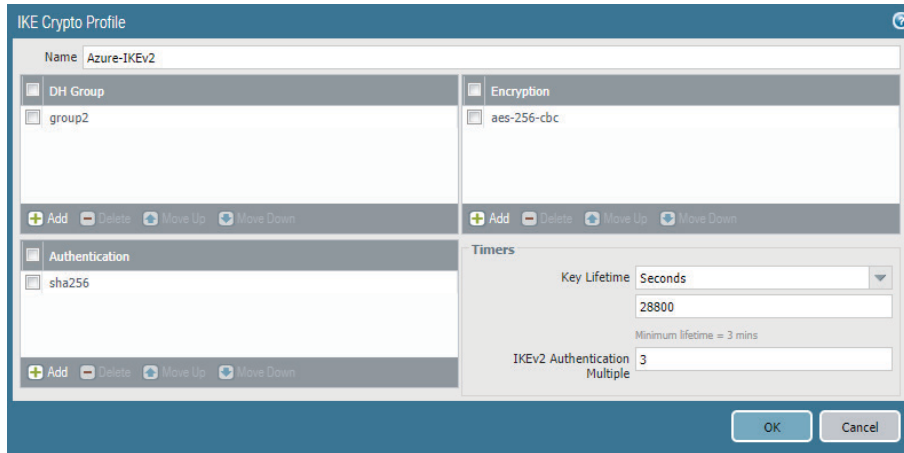 IKE Crypto Profile
Name Azure-IKEv2
DH Group
group2
Add Delete Move Up Move Down
Encryption
aes-256-cbc
Add Delete Move Up Move Down
Authentication
sha256
Add Delete Move Up Move Down
Timers
Key Lifetime Seconds
28800
Minimum lifetime = 3 mins
IKEv2 Authentication Multiple 3
OK Cancel